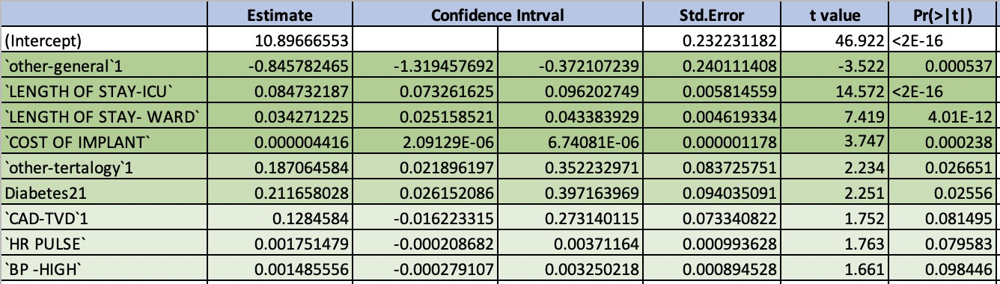 Estimate Confidence Intrval Std.Error t value Pr(>|t|)
(Intercept) 10.89666553 0.232231182 46.922 <2E-16
`other-general`1 -0.845782465 -1.319457692 -0.372107239 0.240111408 -3.522 0.000537
`LENGTH OF STAY-ICU` 0.084732187 0.073261625 0.096202749 0.005814559 14.572 <2E-16
`LENGTH OF STAY- WARD` 0.034271225 0.025158521 0.043383929 0.004619334 7.419 4.01E-12
`COST OF IMPLANT` 0.000004416 2.09129E-06 6.74081E-06 0.000001178 3.747 0.000238
`other-tertalogy`1 0.187064584 0.021896197 0.352232971 0.083725751 2.234 0.026651
Diabetes21 0.211658028 0.026152086 0.397163969 0.094035091 2.251 0.02556
`CAD-TVD`1 0.1284584 -0.016223315 0.273140115 0.073340822 1.752 0.081495
`HR PULSE` 0.001751479 -0.000208682 0.00371164 0.000993628 1.763 0.079583
`BP -HIGH` 0.001485556 -0.000279107 0.003250218 0.000894528 1.661 0.098446